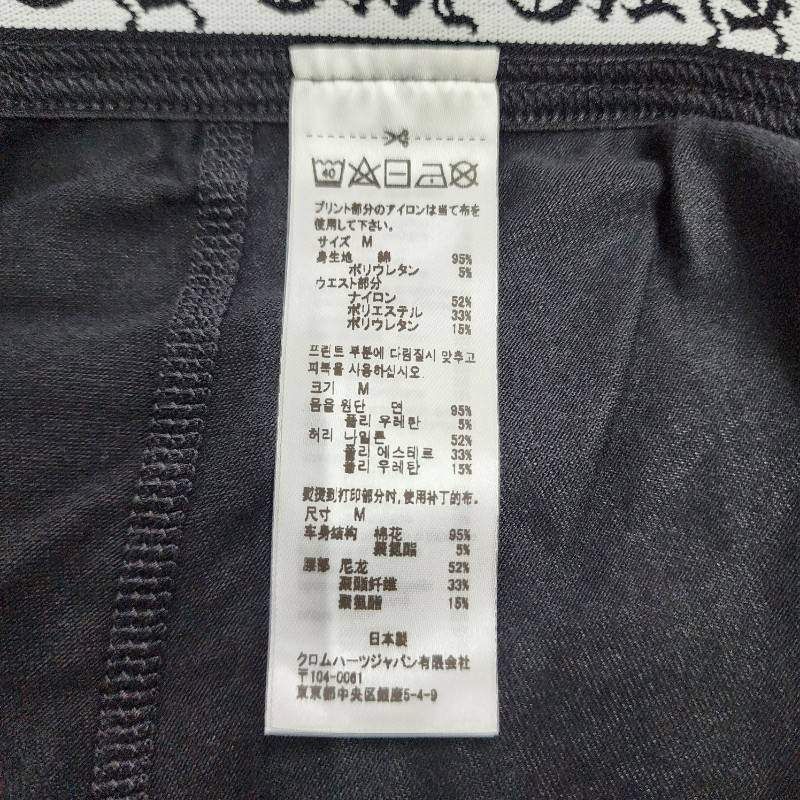 40
プリント部分のアイロンは当て布を
使用して下さい。
サイズ M
身生地 綿 95%
ポリウレタン 5%
ウエスト部分
ナイロン 52%
ポリエステル 33%
ポリウレタン 15%
프린트 부분에 다림질시 맞추고
피복을 사용하십시오.
크기 M
몸을 원단 면 95%
폴리 우레탄 5%
허리 나일론 52%
폴리 에스테르 33%
폴리 우레탄 15%
熨烫到打印部分时,使用补丁的布。
尺寸 M
车身结构 棉花 95%
聚氨酯 5%
腰部 尼龙 52%
聚酯纤维 33%
聚氨酯 15%
日本製
クロムハーツジャパン有限会社
〒104-0061
東京都中央区銀座5-4-9